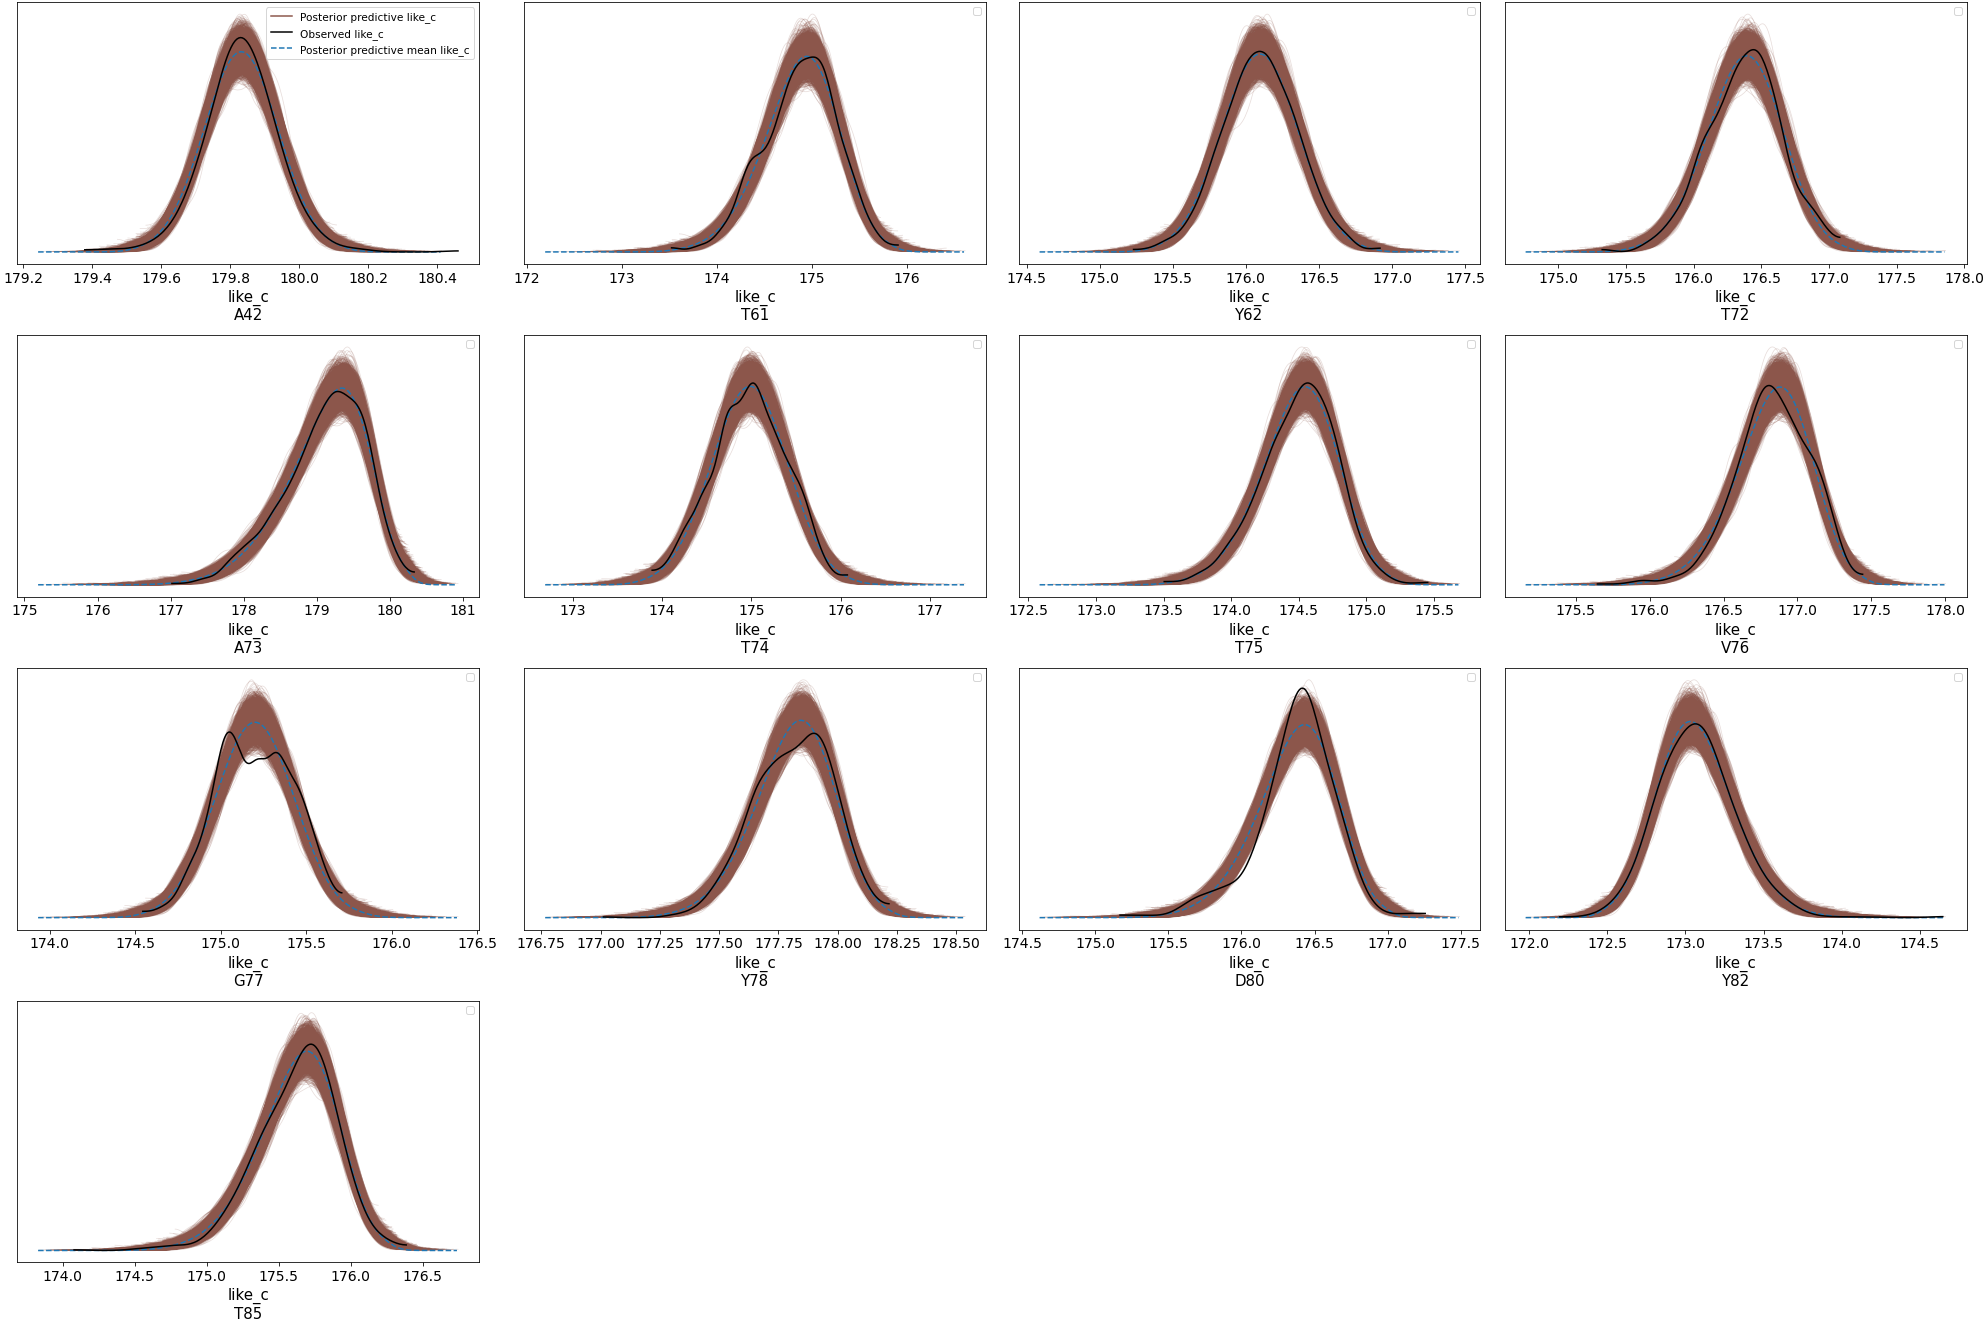 Posterior predictive like_c
Observed like_c
Posterior predictive mean like_c
179.2 179.4 179.6 179.8 180.0 180.2 180.4
like_c
A42
172 173 174 175 176
like_c
T61
174.5 175.0 175.5 176.0 176.5 177.0 177.5
like_c
Y62
175.0 175.5 176.0 176.5 177.0 177.5 178.0
like_c
T72
175 176 177 178 179 180 181
like_c
A73
173 174 175 176 177
like_c
T74
172.5 173.0 173.5 174.0 174.5 175.0 175.5
like_c
T75
175.5 176.0 176.5 177.0 177.5 178.0
like_c
V76
174.0 174.5 175.0 175.5 176.0 176.5
like_c
G77
176.75 177.00 177.25 177.50 177.75 178.00 178.25 178.50
like_c
Y78
174.5 175.0 175.5 176.0 176.5 177.0 177.5
like_c
D80
172.0 172.5 173.0 173.5 174.0 174.5
like_c
Y82
174.0 174.5 175.0 175.5 176.0 176.5
like_c
T85